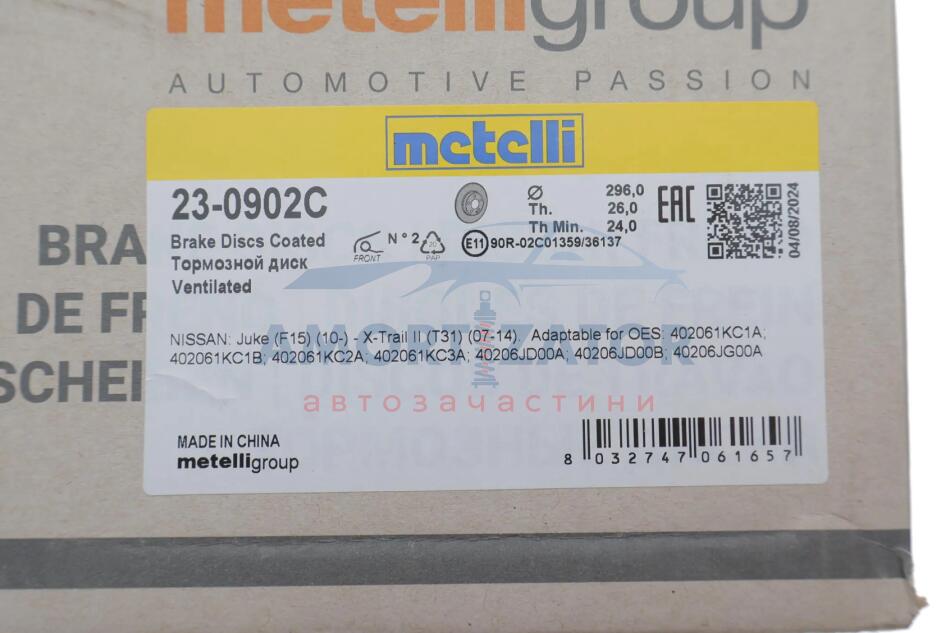 metelligroup
AUTOMOTIVE PASSION
metelli
23-0902C
Brake Discs Coated
Тормозной диск
Ventilated
FRONT
N° 2
20
PAP
Ø 296,0
Th. 26,0
Th Min. 24,0
E11 90R-02C01359/36137
EAC
04/08/2024
BRA
DE FR
SCHEI
NISSAN: Juke (F15) (10-) - X-Trail II (T31) (07-14). Adaptable for OES: 402061KC1A;
402061KC1B; 402061KC2A; 402061KC3A; 40206JD00A; 40206JD00B; 40206JG00A
AMORTIZATOR
автозачастини
MADE IN CHINA
metelligroup
8 032747 061657